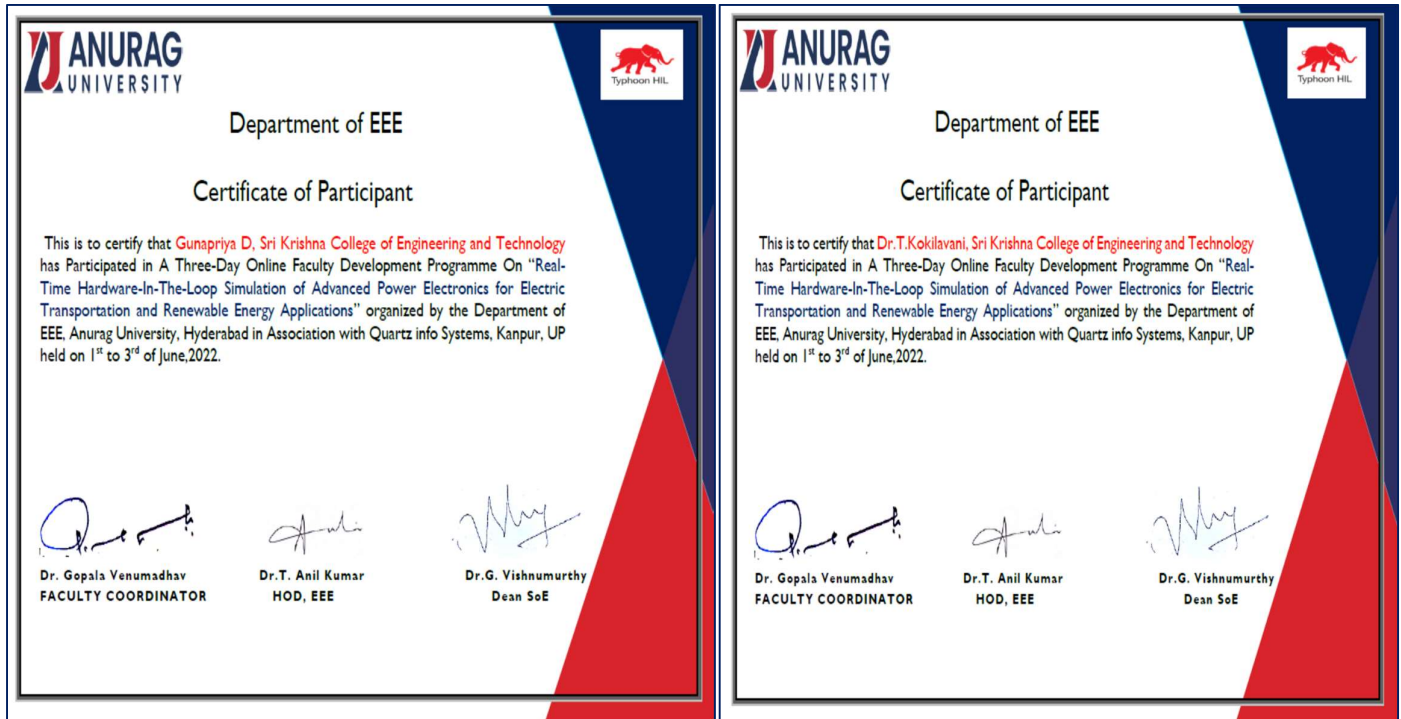 ANURAG
UNIVERSITY
Typhoon HIL
Department of EEE
Certificate of Participant
This is to certify that Gunapriya D, Sri Krishna College of Engineering and Technology
has Participated in A Three-Day Online Faculty Development Programme On “Real-
Time Hardware-In-The-Loop Simulation of Advanced Power Electronics for Electric
Transportation and Renewable Energy Applications” organized by the Department of
EEE, Anurag University, Hyderabad in Association with Quartz info Systems, Kanpur, UP
held on 1st to 3rd of June,2022.
Dr. Gopala Venumadhav
FACULTY COORDINATOR
Dr.T. Anil Kumar
HOD, EEE
Dr.G. Vishnumurthy
Dean SoE
ANURAG
UNIVERSITY
Typhoon HIL
Department of EEE
Certificate of Participant
This is to certify that Dr.T.Kokilavani, Sri Krishna College of Engineering and Technology
has Participated in A Three-Day Online Faculty Development Programme On “Real-
Time Hardware-In-The-Loop Simulation of Advanced Power Electronics for Electric
Transportation and Renewable Energy Applications” organized by the Department of
EEE, Anurag University, Hyderabad in Association with Quartz info Systems, Kanpur, UP
held on 1st to 3rd of June,2022.
Dr. Gopala Venumadhav
FACULTY COORDINATOR
Dr.T. Anil Kumar
HOD, EEE
Dr.G. Vishnumurthy
Dean SoE